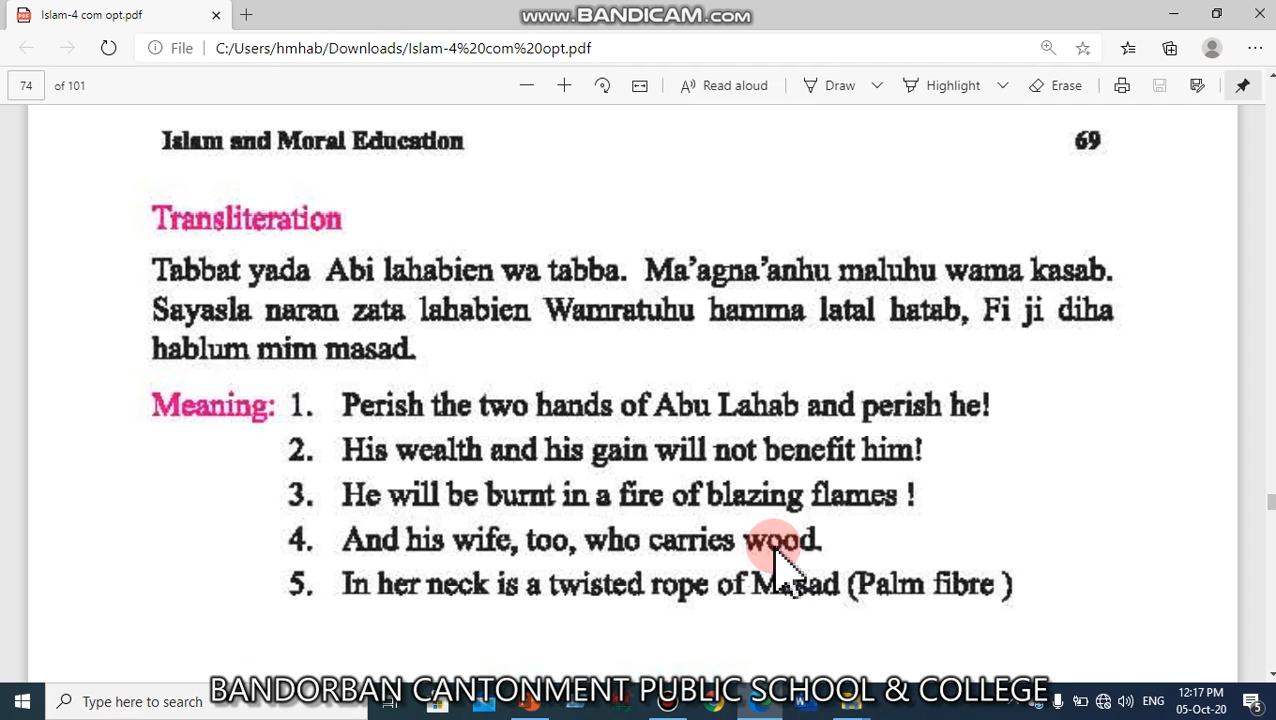 Islam-4 com opt.pdf
www.BANDICAM.com
File C:/Users/hmhab/Downloads/Islam-4%20com%20opt.pdf
74 of 101 Read aloud Draw Highlight Erase
Islam and Moral Education 69
Transliteration
Tabbat yada Abi lahabien wa tabba. Ma'agna'anhu maluhu wama kasab.
Sayasla naran zata lahabien Wamratuhu hamma latal hatab, Fi ji diha
hablum mim masad.
Meaning: 1. Perish the two hands of Abu Lahab and perish he!
2. His wealth and his gain will not benefit him!
3. He will be burnt in a fire of blazing flames !
4. And his wife, too, who carries wood.
5. In her neck is a twisted rope of Masad (Palm fibre )
BANDORBAN CANTONMENT PUBLIC SCHOOL & COLLEGE
Type here to search
ENG
12:17 PM
05-Oct-20
5